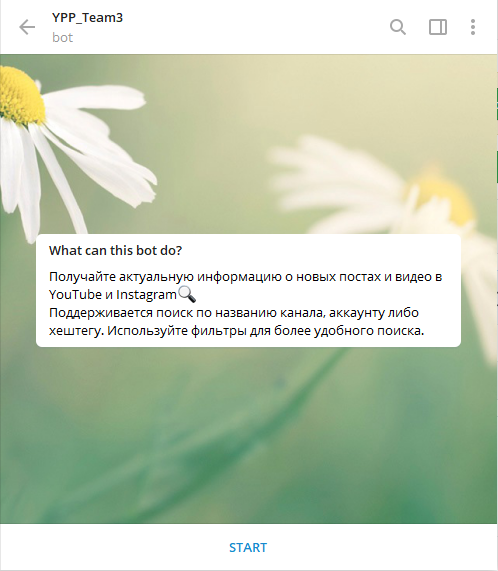 YPP_Team3
bot
What can this bot do?
Получайте актуальную информацию о новых постах и видео в
YouTube и Instagram🔍
Поддерживается поиск по названию канала, аккаунту либо
хештегу. Используйте фильтры для более удобного поиска.
START